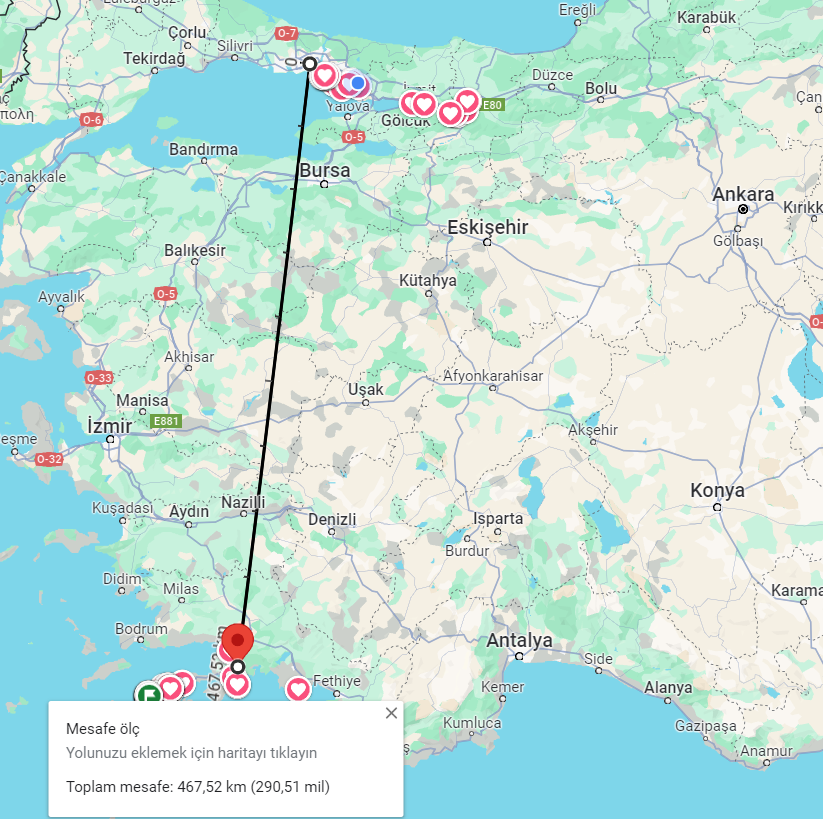 Lüleburgaz
Ereğli
Karabük
Çorlu
O-7
Silivri
Tekirdağ
Düzce
Bolu
İzmit
Yalova
E80
Gölcük
ç
πολη
O-6
O-5
Bandırma
Bursa
Çanakkale
Ankara
Kırıkk
Eskişehir
Gölbaşı
Balıkesir
Kütahya
O-5
Ayvalık
O-
Akhisar
O-33
Afyonkarahisar
Uşak
Manisa
E881
İzmir
Akşehir
eşme
O-32
Konya
Nazilli
Kuşadası
Aydın
Denizli
Isparta
Burdur
Didim
Milas
Karama
Bodrum
Antalya
467,52 km
Side
Fethiye
Kemer
Alanya
Kumluca
Gazipaşa
Anamur
ş
Mesafe ölç
Yolunuzu eklemek için haritayı tıklayın
Toplam mesafe: 467,52 km (290,51 mil)